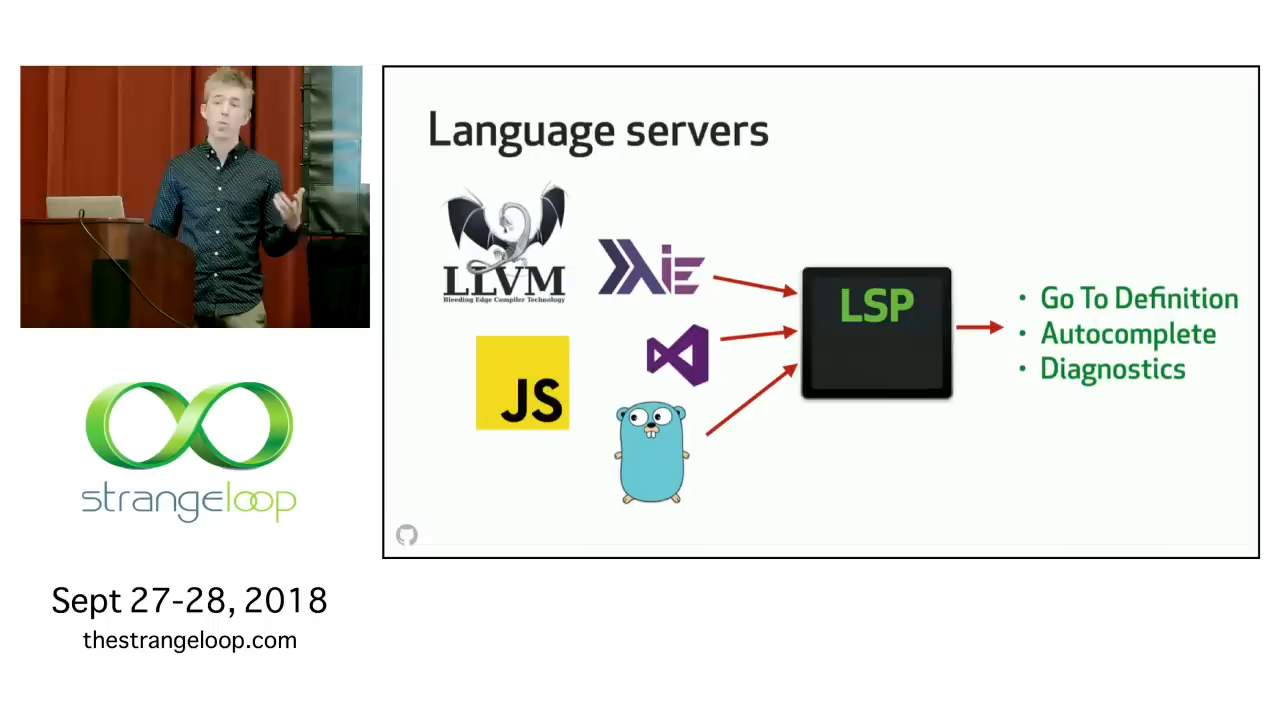 Language servers
LLVM
Bleeding Edge Compiler Technology
λiE
JS
LSP
• Go To Definition
• Autocomplete
• Diagnostics
strangeloop
Sept 27-28, 2018
thestrangeloop.com